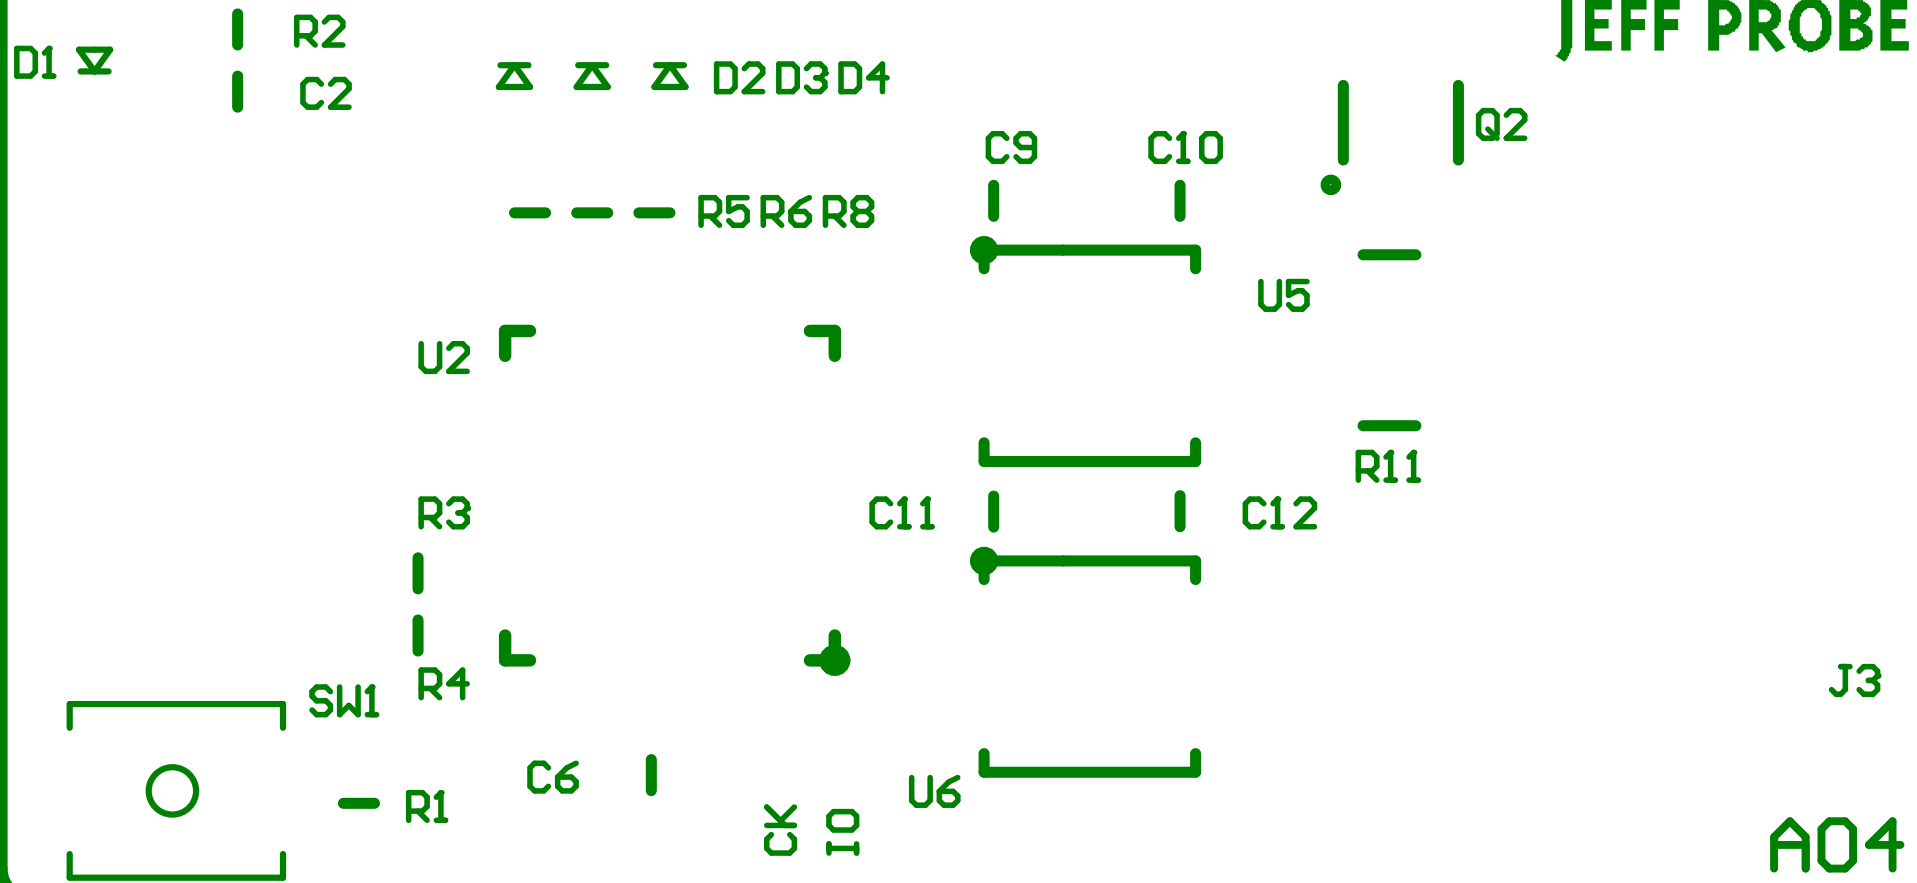 JEFF PROBE
R2
D1
C2
D2 D3 D4
Q2
C9
C10
R5 R6 R8
U5
U2
R11
R3
C11
C12
R4
SW1
J3
C6
U6
R1
CK
IO
A04